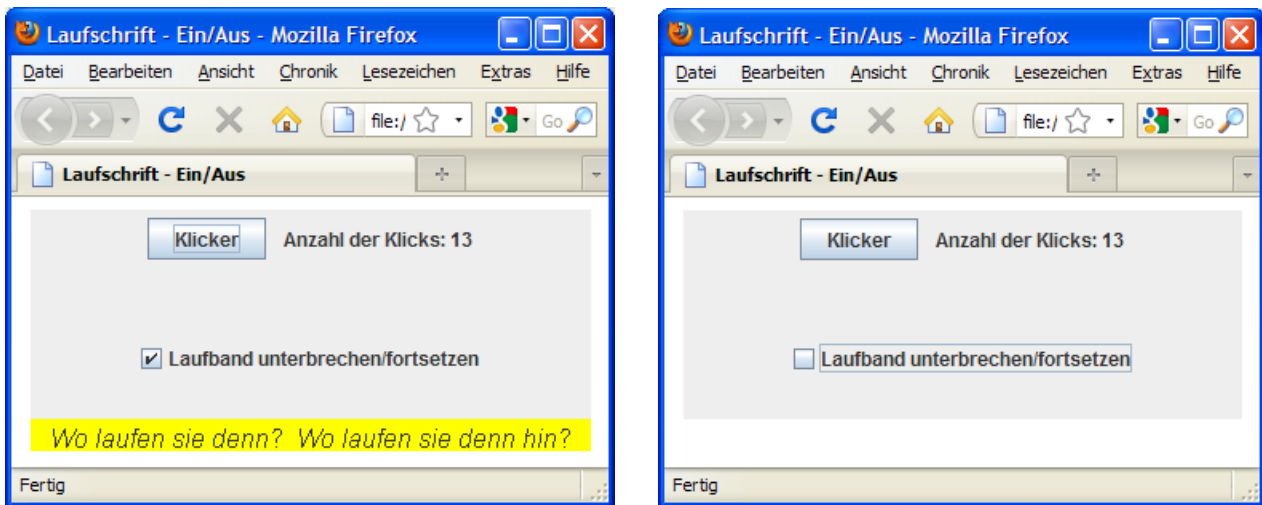 Laufschrift - Ein/Aus - Mozilla Firefox
Datei Bearbeiten Ansicht Chronik Lesezeichen Extras Hilfe
file:/ Go
Laufschrift - Ein/Aus
Klicker Anzahl der Klicks: 13
Laufband unterbrechen/fortsetzen
Wo laufen sie denn? Wo laufen sie denn hin?
Fertig
Laufschrift - Ein/Aus - Mozilla Firefox
Datei Bearbeiten Ansicht Chronik Lesezeichen Extras Hilfe
file:/ Go
Laufschrift - Ein/Aus
Klicker Anzahl der Klicks: 13
Laufband unterbrechen/fortsetzen
Fertig